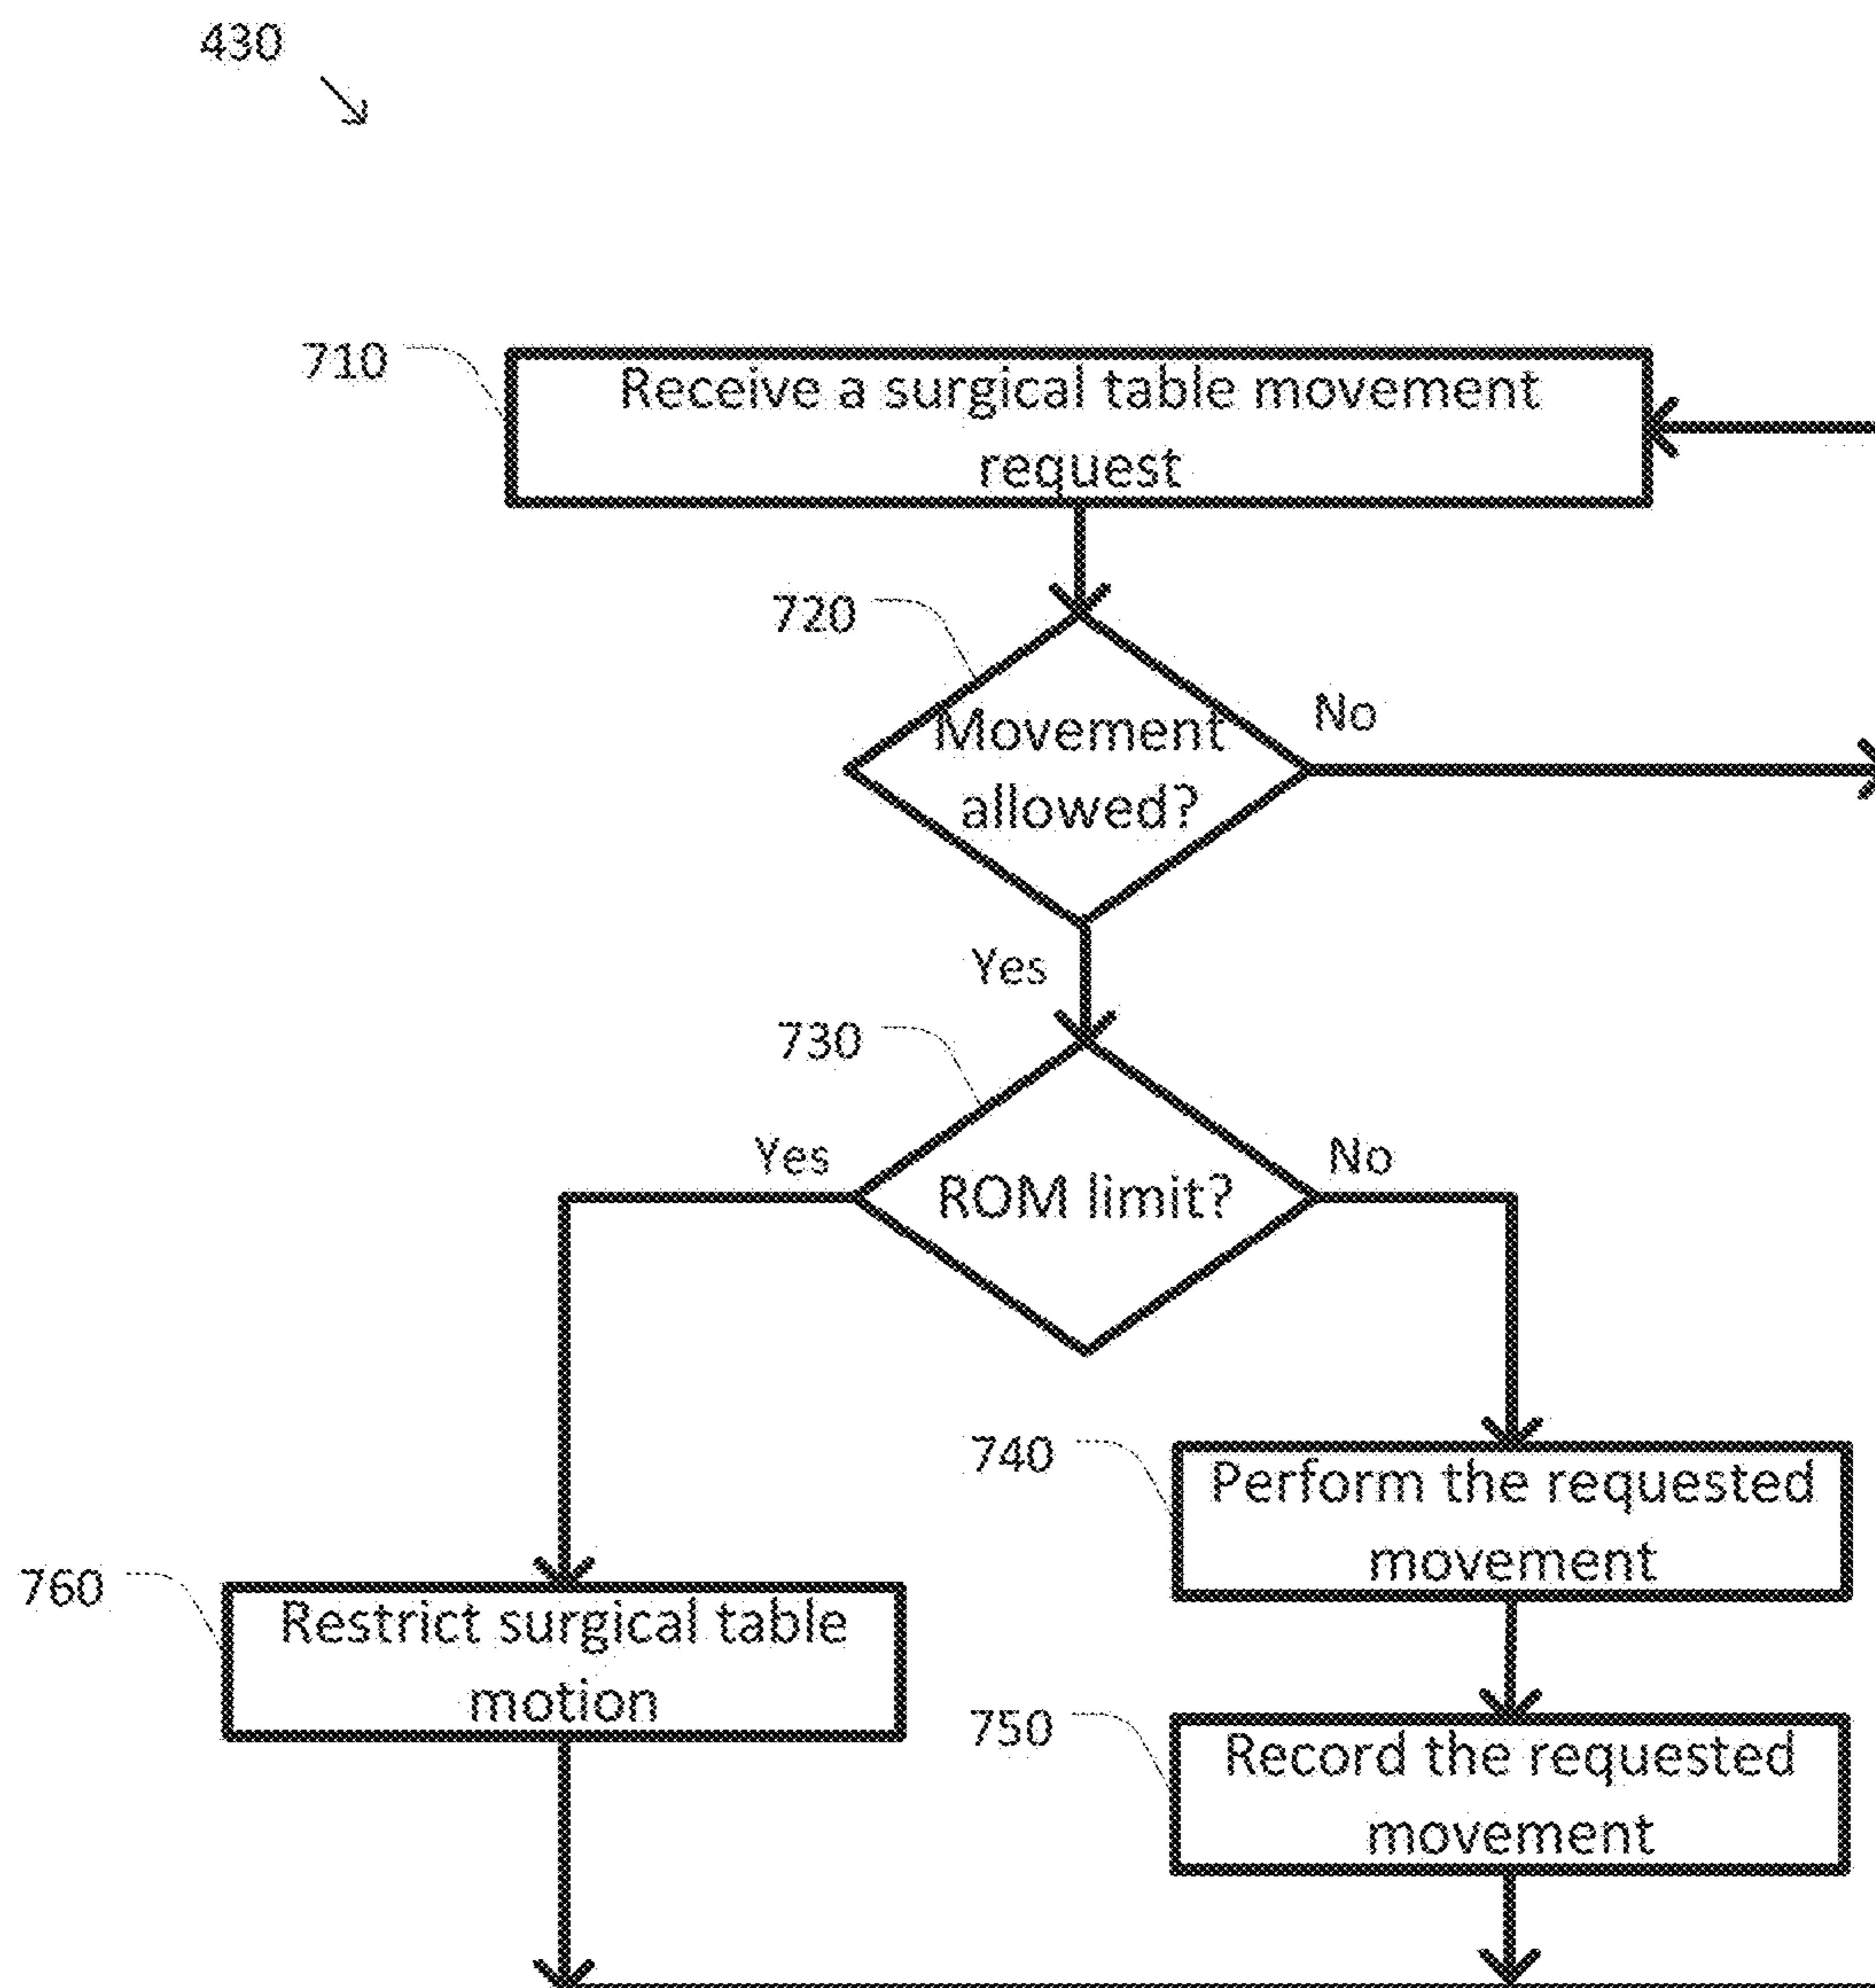 430
710
Receive a surgical table movement
request
720
Movement
allowed?
No
Yes
730
Yes
ROM limit?
No
740
Perform the requested
movement
760
Restrict surgical table
motion
750
Record the requested
movement